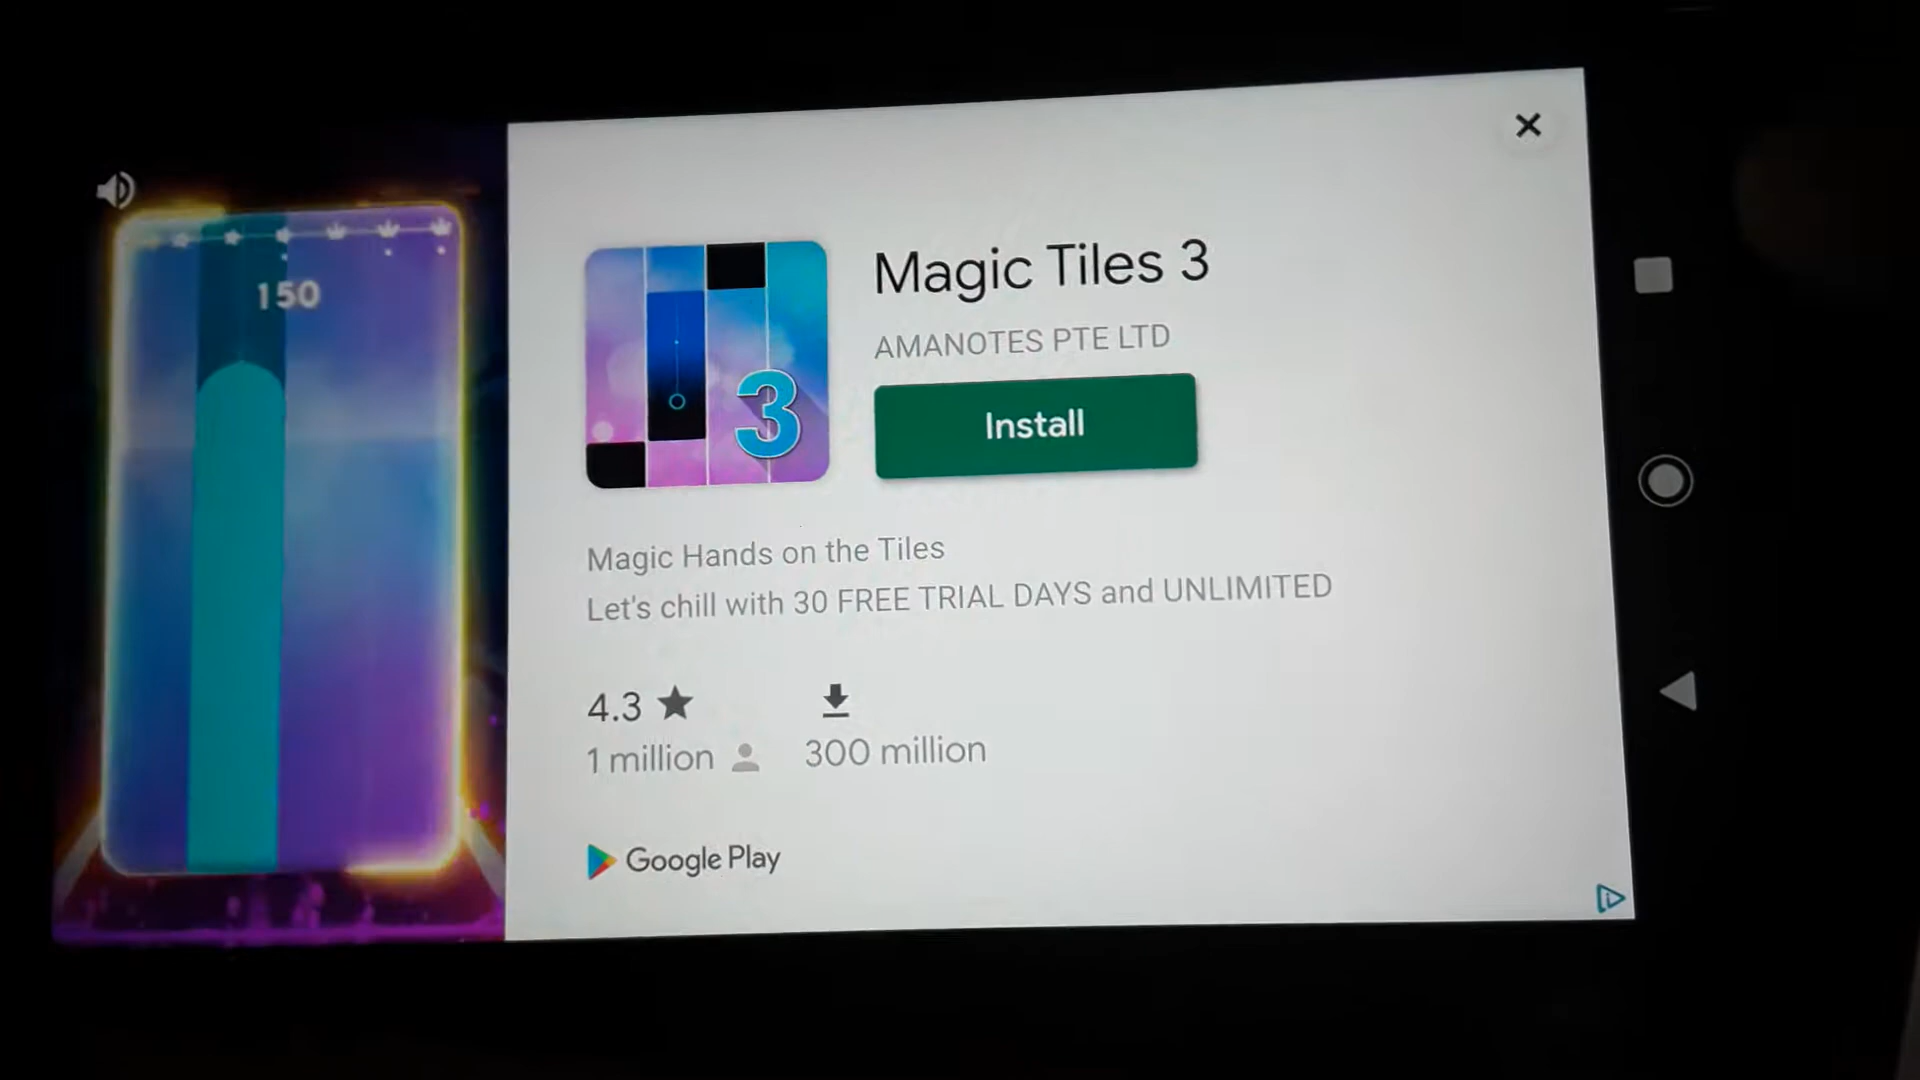 150
3
Magic Tiles 3
AMANOTES PTE LTD
Install
Magic Hands on the Tiles
Let's chill with 30 FREE TRIAL DAYS and UNLIMITED
4.3
1 million
300 million
Google Play